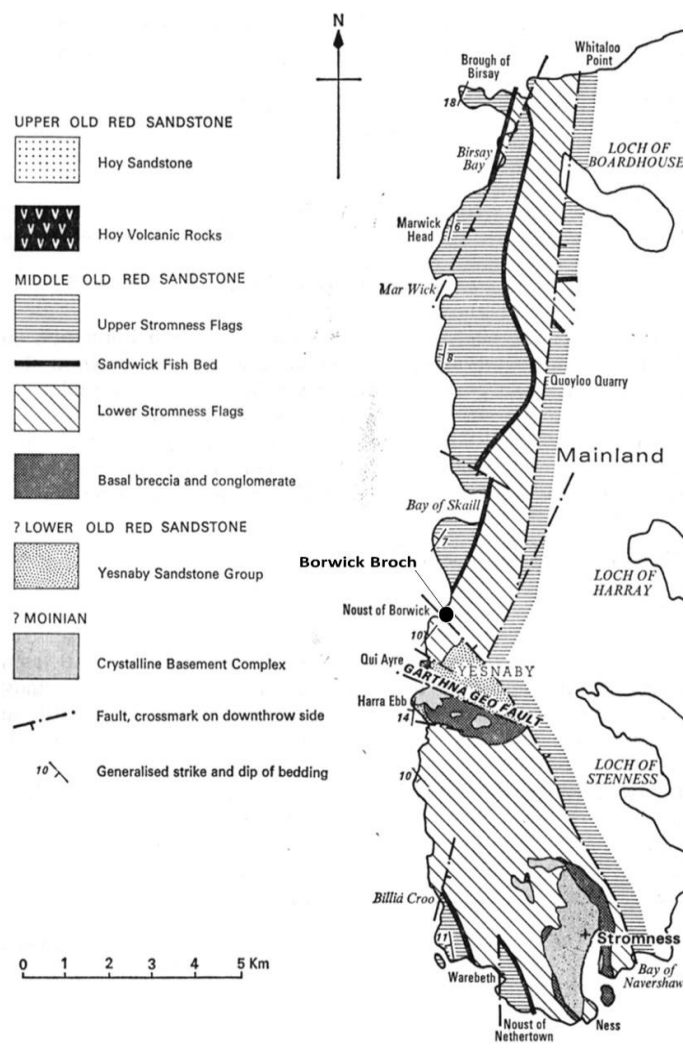 UPPER OLD RED SANDSTONE
Hoy Sandstone
Hoy Volcanic Rocks
MIDDLE OLD RED SANDSTONE
Upper Stromness Flags
Sandwick Fish Bed
Lower Stromness Flags
Basal breccia and conglomerate
? LOWER OLD RED SANDSTONE
Yesnaby Sandstone Group
? MOINIAN
Crystalline Basement Complex
Fault, crossmark on downthrow side
10 Generalised strike and dip of bedding
0 1 2 3 4 5 Km
N
Brough of
Birsay
Whitaloo
Point
18
Birsay
Bay
LOCH OF
BOARDHOUSE
Marwick
Head
6
Mar Wick
8
Quoyloo Quarry
Mainland
Bay of Skaill
7
Borwick Broch
LOCH OF
HARRAY
Noust of Borwick
10
Qui Ayre
YESNABY
GARTHNA GEO FAULT
Harra Ebb
14
10
LOCH OF
STENNESS
Billia Croo
11
Stromness
Warebeth
Bay of
Navershaw
Noust of
Nethertown
Ness